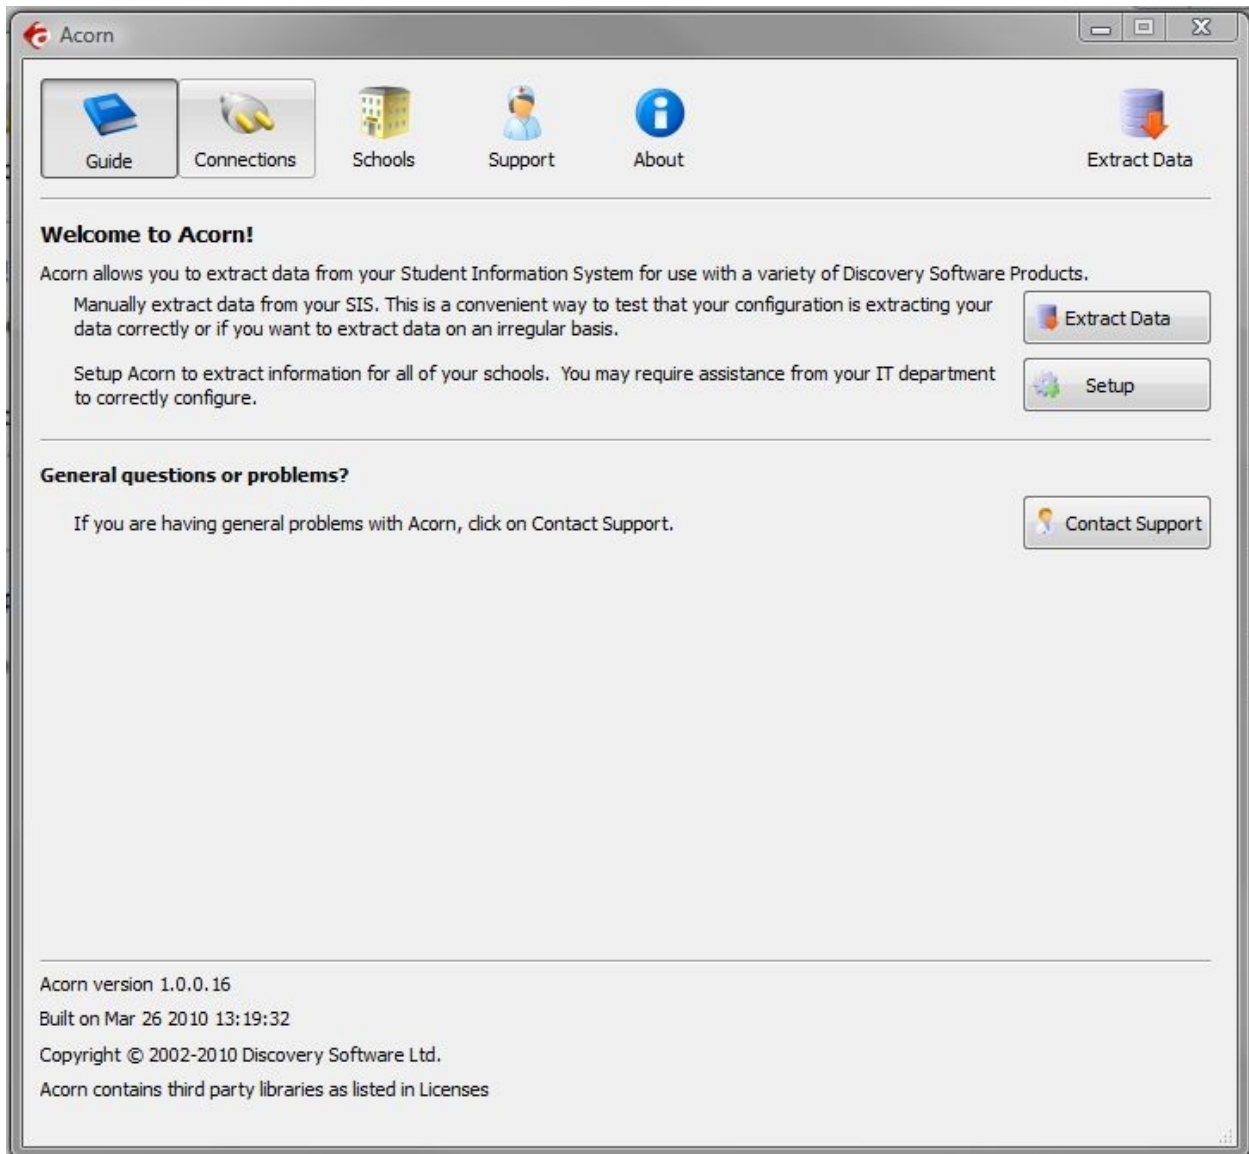 Acorn
Guide
Connections
Schools
Support
About
Extract Data
Welcome to Acorn!
Acorn allows you to extract data from your Student Information System for use with a variety of Discovery Software Products.
Manually extract data from your SIS. This is a convenient way to test that your configuration is extracting your
data correctly or if you want to extract data on an irregular basis.
Extract Data
Setup Acorn to extract information for all of your schools.  You may require assistance from your IT department
to correctly configure.
Setup
General questions or problems?
If you are having general problems with Acorn, click on Contact Support.
Contact Support
Acorn version 1.0.0.16
Built on Mar 26 2010 13:19:32
Copyright © 2002-2010 Discovery Software Ltd.
Acorn contains third party libraries as listed in Licenses